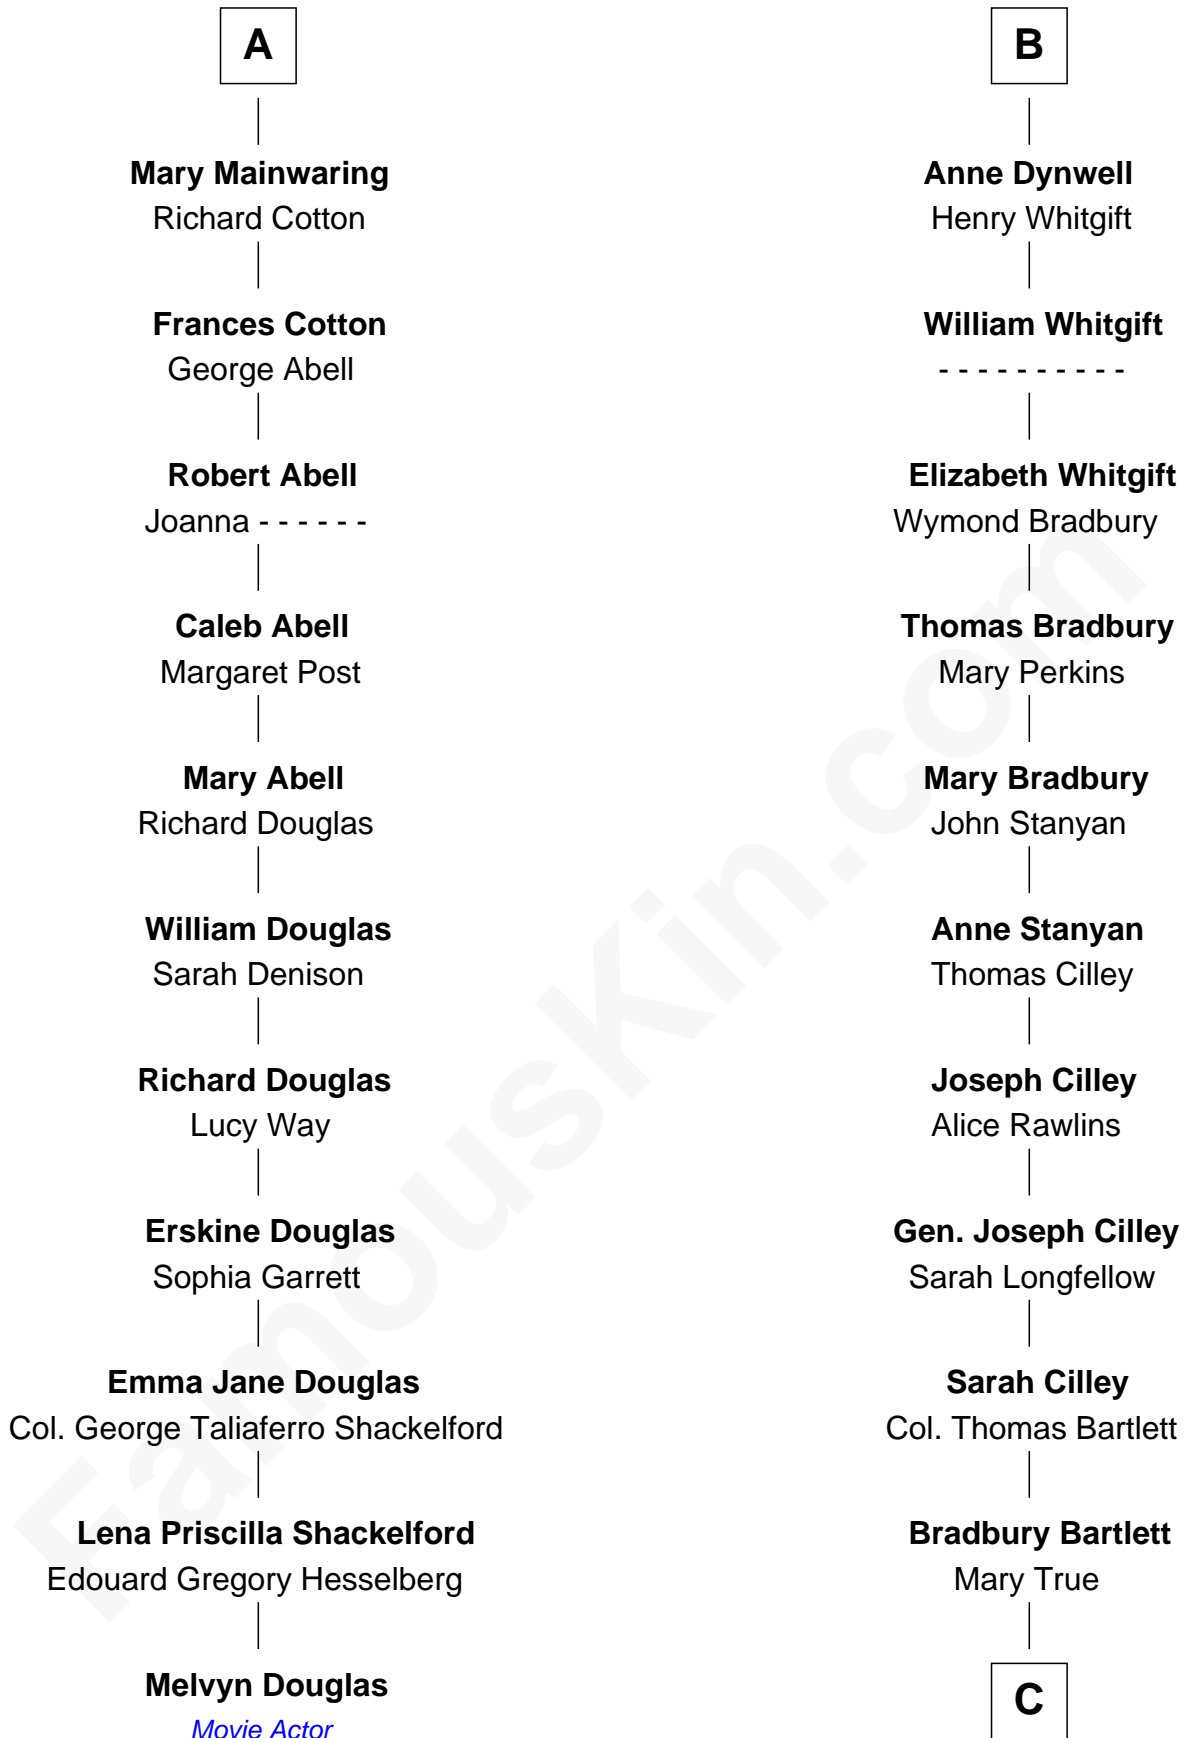 A
Mary Mainwaring
Richard Cotton
Frances Cotton
George Abell
Robert Abell
Joanna - - - - - -
Caleb Abell
Margaret Post
Mary Abell
Richard Douglas
William Douglas
Sarah Denison
Richard Douglas
Lucy Way
Erskine Douglas
Sophia Garrett
Emma Jane Douglas
Col. George Taliaferro Shackelford
Lena Priscilla Shackelford
Edouard Gregory Hesselberg
Melvyn Douglas
Movie Actor
B
Anne Dynwell
Henry Whitgift
William Whitgift
- - - - - - - - - -
Elizabeth Whitgift
Wymond Bradbury
Thomas Bradbury
Mary Perkins
Mary Bradbury
John Stanyan
Anne Stanyan
Thomas Cilley
Joseph Cilley
Alice Rawlins
Gen. Joseph Cilley
Sarah Longfellow
Sarah Cilley
Col. Thomas Bartlett
Bradbury Bartlett
Mary True
C
FamousKin.com